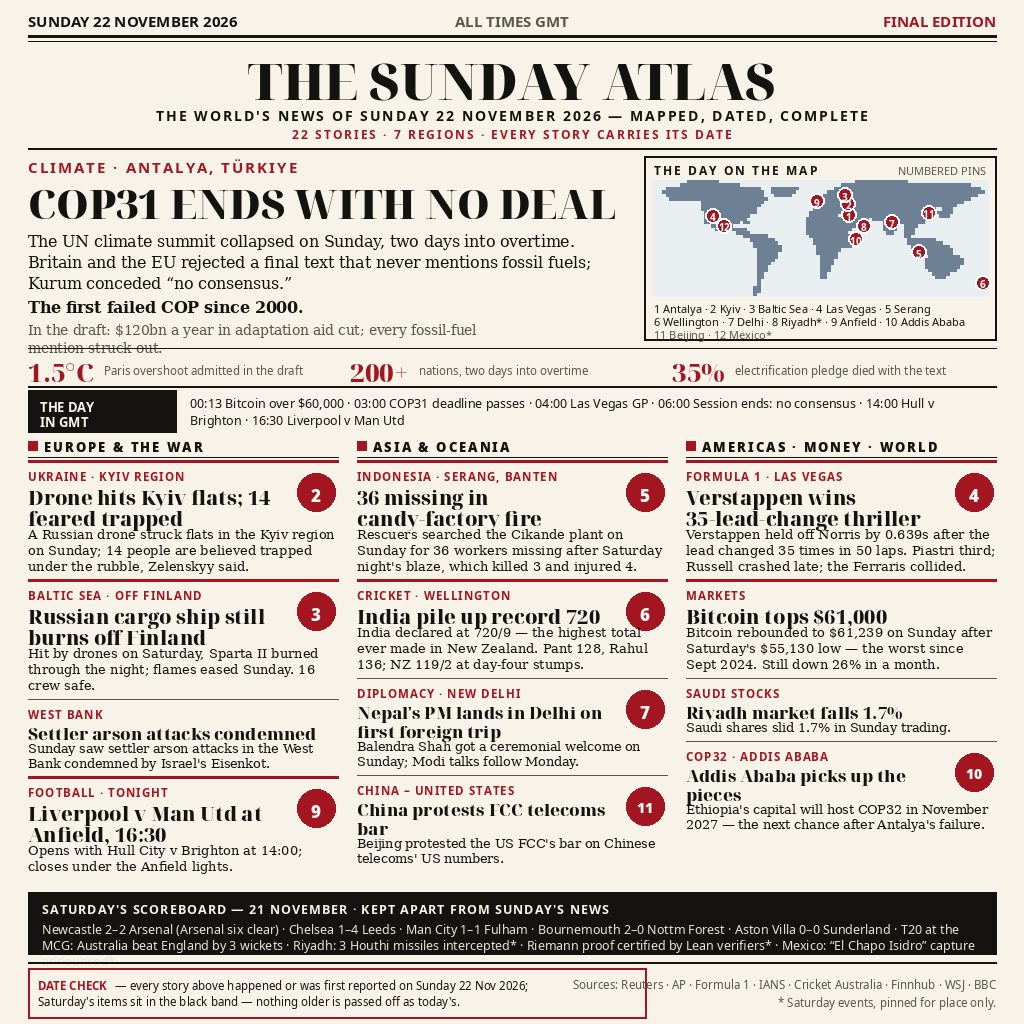 SUNDAY 22 NOVEMBER 2026
ALL TIMES GMT
FINAL EDITION
THE SUNDAY ATLAS
THE WORLD'S NEWS OF SUNDAY 22 NOVEMBER 2026 — MAPPED, DATED, COMPLETE
22 STORIES · 7 REGIONS · EVERY STORY CARRIES ITS DATE
CLIMATE · ANTALYA, TÜRKIYE
COP31 ENDS WITH NO DEAL
The UN climate summit collapsed on Sunday, two days into overtime.
Britain and the EU rejected a final text that never mentions fossil fuels;
Kurum conceded “no consensus.”
The first failed COP since 2000.
In the draft: $120bn a year in adaptation aid cut; every fossil-fuel
mention struck out.
THE DAY ON THE MAP
NUMBERED PINS
3
9
2
4
1
11
12
8
7
10
5
6
1 Antalya · 2 Kyiv · 3 Baltic Sea · 4 Las Vegas · 5 Serang
6 Wellington · 7 Delhi · 8 Riyadh* · 9 Anfield · 10 Addis Ababa
11 Beijing · 12 Mexico*
1.5°C Paris overshoot admitted in the draft
200+ nations, two days into overtime
35% electrification pledge died with the text
THE DAY
IN GMT
00:13 Bitcoin over $60,000 · 03:00 COP31 deadline passes · 04:00 Las Vegas GP · 06:00 Session ends: no consensus · 14:00 Hull v
Brighton · 16:30 Liverpool v Man Utd
EUROPE & THE WAR
UKRAINE · KYIV REGION
2
Drone hits Kyiv flats; 14
feared trapped
A Russian drone struck flats in the Kyiv region
on Sunday; 14 people are believed trapped
under the rubble, Zelenskyy said.
BALTIC SEA · OFF FINLAND
3
Russian cargo ship still
burns off Finland
Hit by drones on Saturday, Sparta II burned
through the night; flames eased Sunday. 16
crew safe.
WEST BANK
Settler arson attacks condemned
Sunday saw settler arson attacks in the West
Bank condemned by Israel's Eisenkot.
FOOTBALL · TONIGHT
9
Liverpool v Man Utd at
Anfield, 16:30
Opens with Hull City v Brighton at 14:00;
closes under the Anfield lights.
ASIA & OCEANIA
INDONESIA · SERANG, BANTEN
5
36 missing in
candy-factory fire
Rescuers searched the Cikande plant on
Sunday for 36 workers missing after Saturday
night's blaze, which killed 3 and injured 4.
CRICKET · WELLINGTON
6
India pile up record 720
India declared at 720/9 — the highest total
ever made in New Zealand. Pant 128, Rahul
136; NZ 119/2 at day-four stumps.
DIPLOMACY · NEW DELHI
7
Nepal's PM lands in Delhi on
first foreign trip
Balendra Shah got a ceremonial welcome on
Sunday; Modi talks follow Monday.
CHINA – UNITED STATES
11
China protests FCC telecoms
bar
Beijing protested the US FCC's bar on Chinese
telecoms' US numbers.
AMERICAS · MONEY · WORLD
FORMULA 1 · LAS VEGAS
4
Verstappen wins
35-lead-change thriller
Verstappen held off Norris by 0.639s after the
lead changed 35 times in 50 laps. Piastri third;
Russell crashed late; the Ferraris collided.
MARKETS
Bitcoin tops $61,000
Bitcoin rebounded to $61,239 on Sunday after
Saturday's $55,130 low — the worst since
Sept 2024. Still down 26% in a month.
SAUDI STOCKS
Riyadh market falls 1.7%
Saudi shares slid 1.7% in Sunday trading.
COP32 · ADDIS ABABA
10
Addis Ababa picks up the
pieces
Ethiopia's capital will host COP32 in November
2027 — the next chance after Antalya's failure.
SATURDAY'S SCOREBOARD — 21 NOVEMBER · KEPT APART FROM SUNDAY'S NEWS
Newcastle 2–2 Arsenal (Arsenal six clear) · Chelsea 1–4 Leeds · Man City 1–1 Fulham · Bournemouth 2–0 Nottm Forest · Aston Villa 0–0 Sunderland · T20 at the
MCG: Australia beat England by 3 wickets · Riyadh: 3 Houthi missiles intercepted* · Riemann proof certified by Lean verifiers* · Mexico: “El Chapo Isidro” capture
DATE CHECK — every story above happened or was first reported on Sunday 22 Nov 2026;
Saturday's items sit in the black band — nothing older is passed off as today's.
Sources: Reuters · AP · Formula 1 · IANS · Cricket Australia · Finnhub · WSJ · BBC
* Saturday events, pinned for place only.